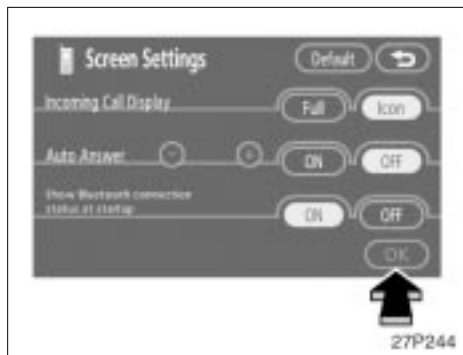 Screen Settings Default
Incoming Call Display Full Icon
Auto Answer - + ON OFF
Show Bluetooth connection
status at startup ON OFF
OK
27P244